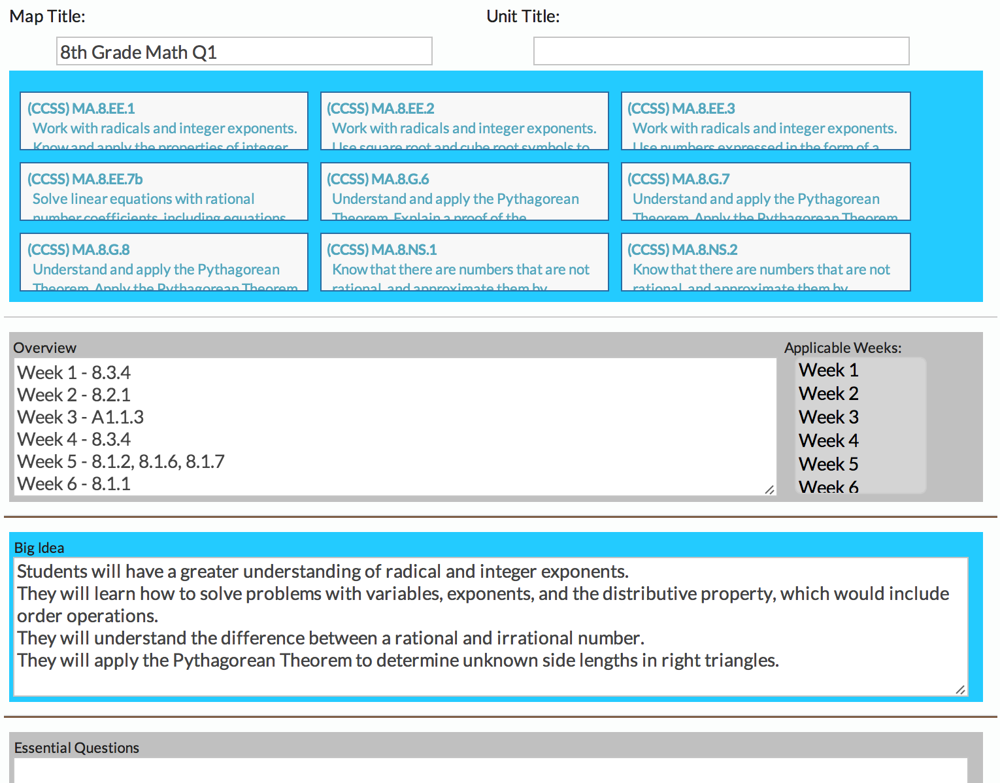 Map Title:
Unit Title:
8th Grade Math Q1
(CCSS) MA.8.EE.1
Work with radicals and integer exponents.
Know and apply the properties of integer
(CCSS) MA.8.EE.2
Work with radicals and integer exponents.
Use square root and cube root symbols to
(CCSS) MA.8.EE.3
Work with radicals and integer exponents.
Use numbers expressed in the form of a
(CCSS) MA.8.EE.7b
Solve linear equations with rational
number coefficients, including equations
(CCSS) MA.8.G.6
Understand and apply the Pythagorean
Theorem. Explain a proof of the
(CCSS) MA.8.G.7
Understand and apply the Pythagorean
Theorem. Apply the Pythagorean Theorem
(CCSS) MA.8.G.8
Understand and apply the Pythagorean
Theorem. Apply the Pythagorean Theorem
(CCSS) MA.8.NS.1
Know that there are numbers that are not
rational, and approximate them by
(CCSS) MA.8.NS.2
Know that there are numbers that are not
rational, and approximate them by
Overview
Week 1 - 8.3.4
Week 2 - 8.2.1
Week 3 - A1.1.3
Week 4 - 8.3.4
Week 5 - 8.1.2, 8.1.6, 8.1.7
Week 6 - 8.1.1
Applicable Weeks:
Week 1
Week 2
Week 3
Week 4
Week 5
Week 6
Big Idea
Students will have a greater understanding of radical and integer exponents.
They will learn how to solve problems with variables, exponents, and the distributive property, which would include
order operations.
They will understand the difference between a rational and irrational number.
They will apply the Pythagorean Theorem to determine unknown side lengths in right triangles.
Essential Questions